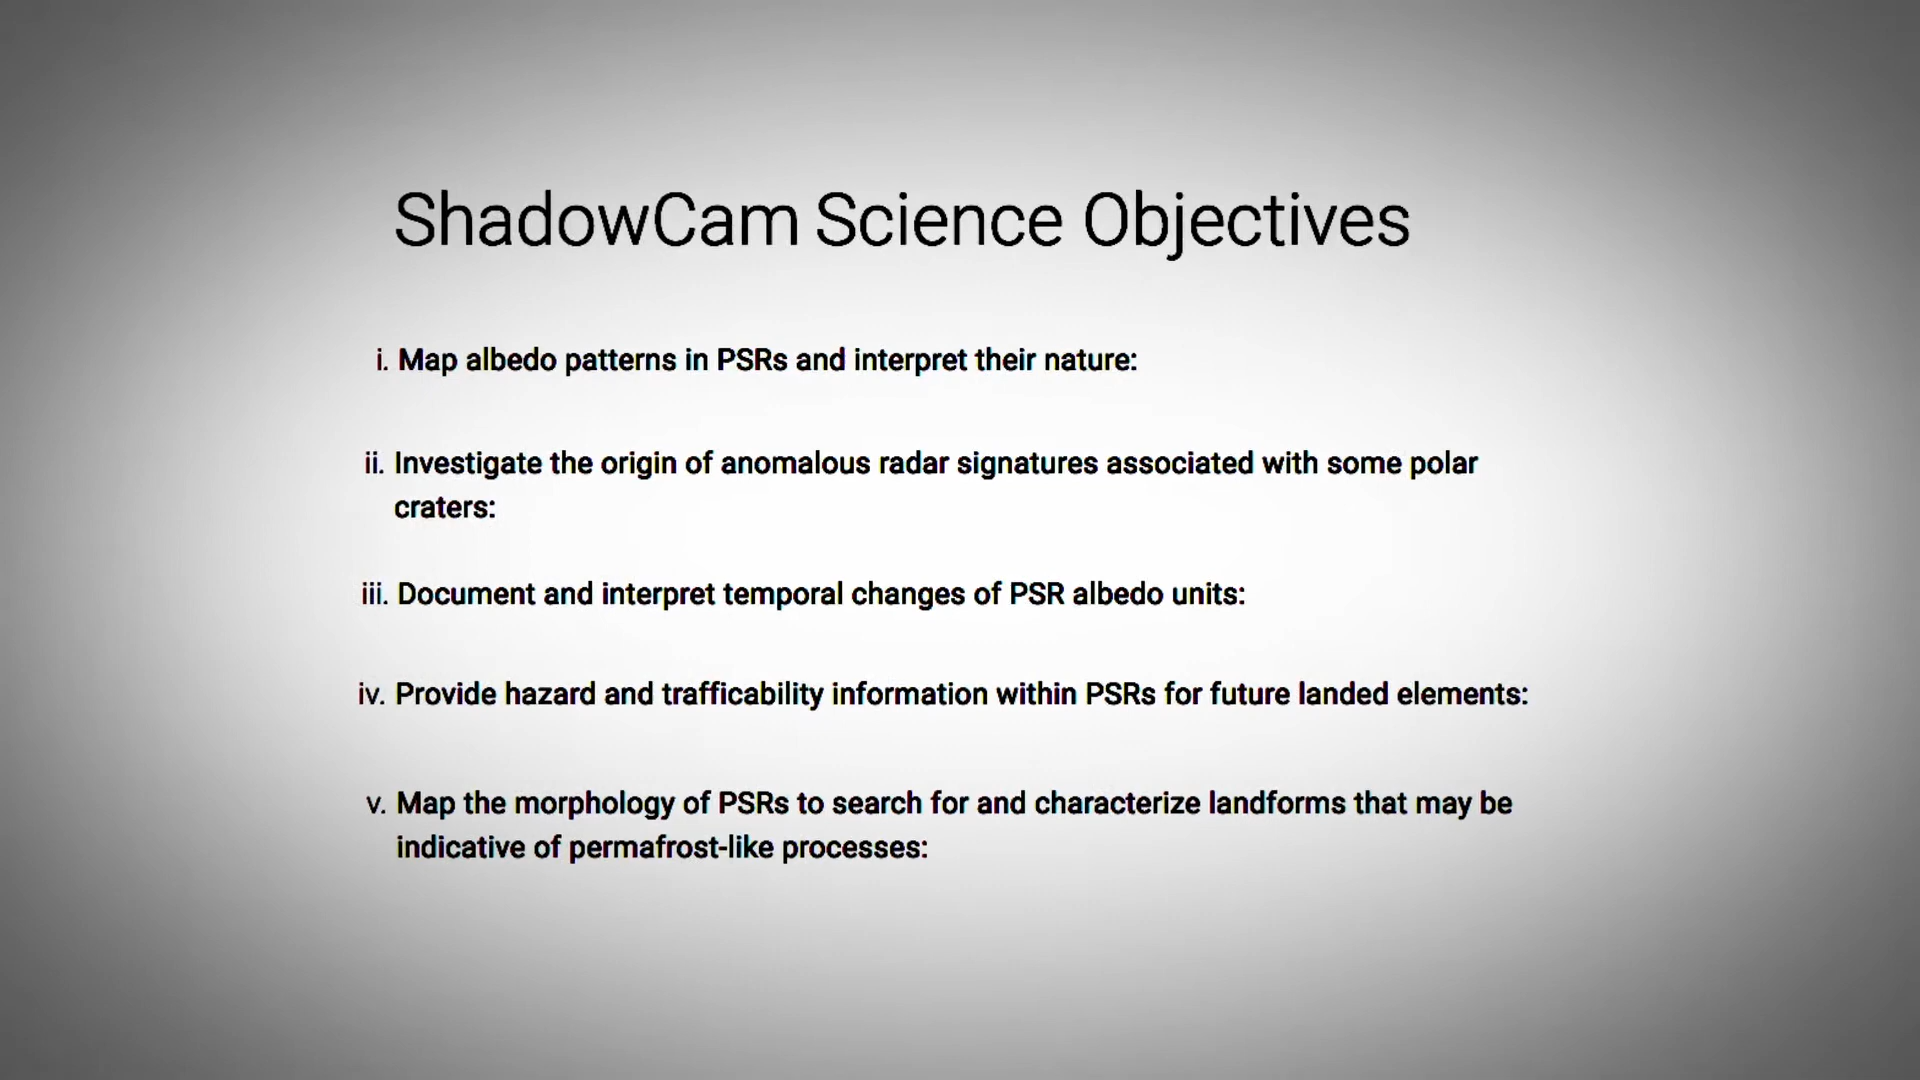 ShadowCam Science Objectives
i. Map albedo patterns in PSRs and interpret their nature:
ii. Investigate the origin of anomalous radar signatures associated with some polar
craters:
iii. Document and interpret temporal changes of PSR albedo units:
iv. Provide hazard and trafficability information within PSRs for future landed elements:
v. Map the morphology of PSRs to search for and characterize landforms that may be
indicative of permafrost-like processes: